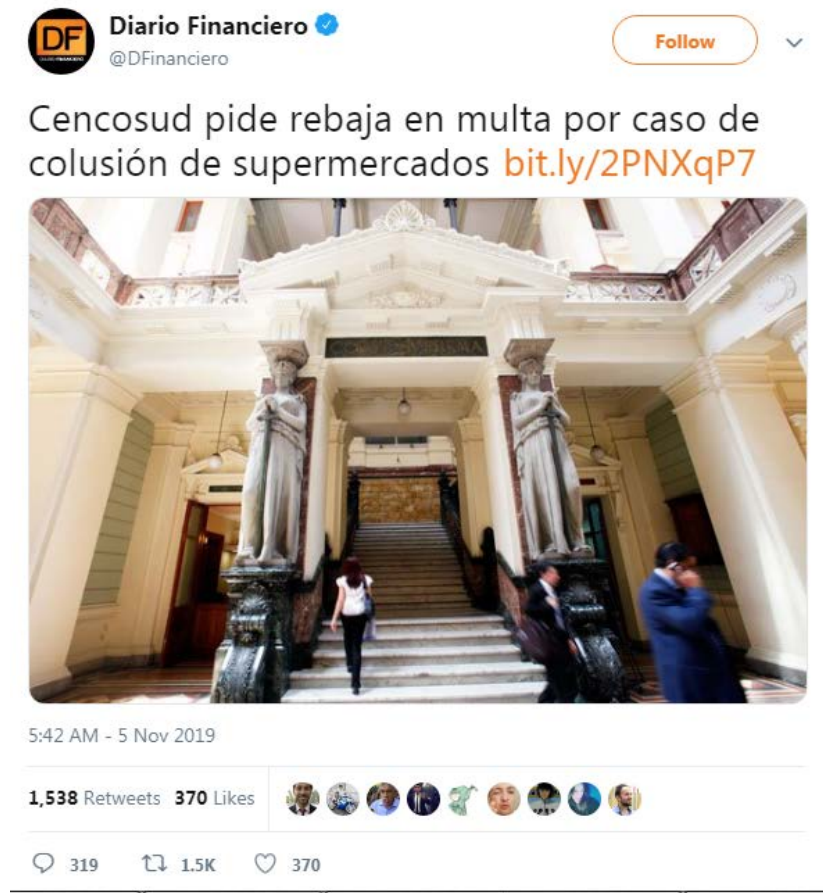 DF
Diario Financiero
@DFinanciero
Follow
Cencosud pide rebaja en multa por caso de
colusión de supermercados bit.ly/2PNXqP7
5:42 AM - 5 Nov 2019
1,538 Retweets 370 Likes
319 1.5K 370